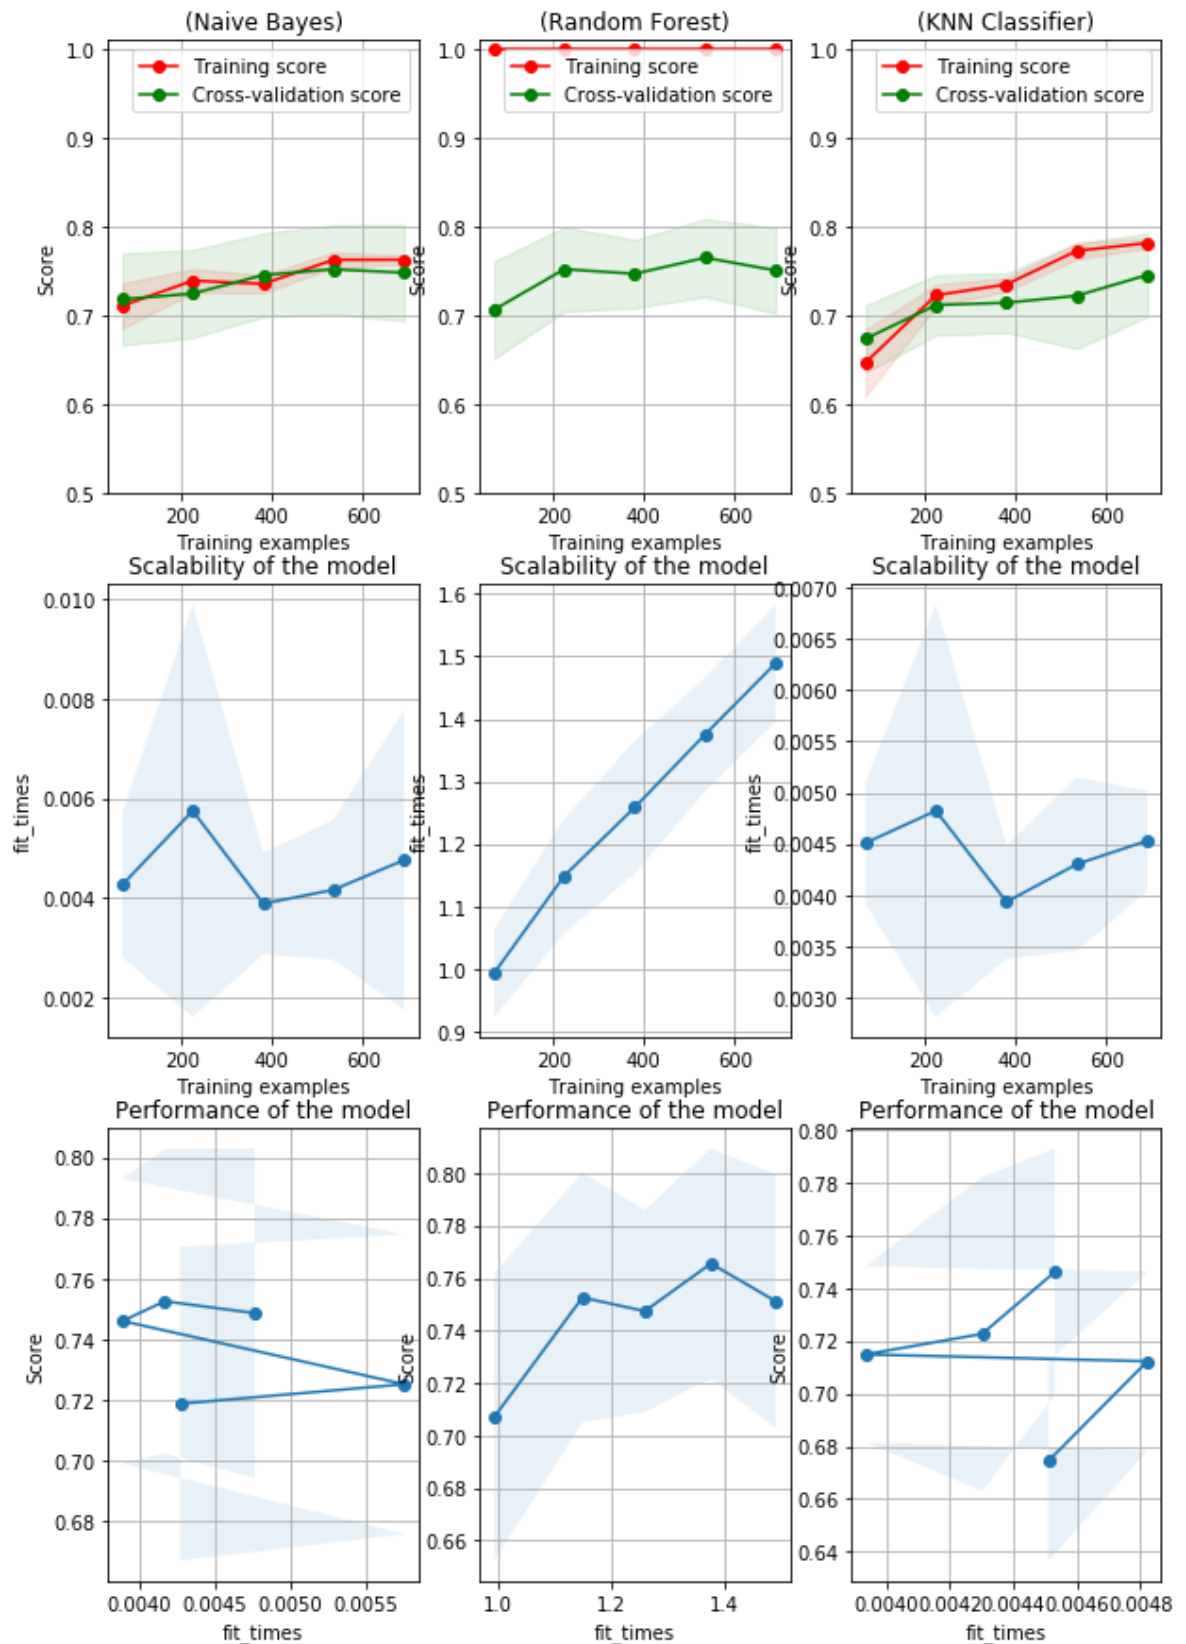 (Naive Bayes)
(Random Forest)
(KNN Classifier)
1.0
0.9
0.8
0.7
0.6
0.5
Score
Training score
Cross-validation score
200
400
600
Training examples
1.0
0.9
0.8
0.7
0.6
0.5
Score
Training score
Cross-validation score
200
400
600
Training examples
1.0
0.9
0.8
0.7
0.6
0.5
Score
Training score
Cross-validation score
200
400
600
Training examples
Scalability of the model
0.010
0.008
0.006
0.004
0.002
fit_times
200
400
600
Training examples
Scalability of the model
1.6
1.5
1.4
1.3
1.2
1.1
1.0
0.9
fit_times
200
400
600
Training examples
Scalability of the model
0.0070
0.0065
0.0060
0.0055
0.0050
0.0045
0.0040
0.0035
0.0030
fit_times
200
400
600
Training examples
Performance of the model
0.80
0.78
0.76
0.74
0.72
0.70
0.68
Score
0.0040
0.0045
0.0050
0.0055
fit_times
Performance of the model
0.80
0.78
0.76
0.74
0.72
0.70
0.68
0.66
Score
1.0
1.2
1.4
fit_times
Performance of the model
0.80
0.78
0.76
0.74
0.72
0.70
0.68
0.66
0.64
Score
0.0040
0.0042
0.0044
0.0046
0.0048
fit_times